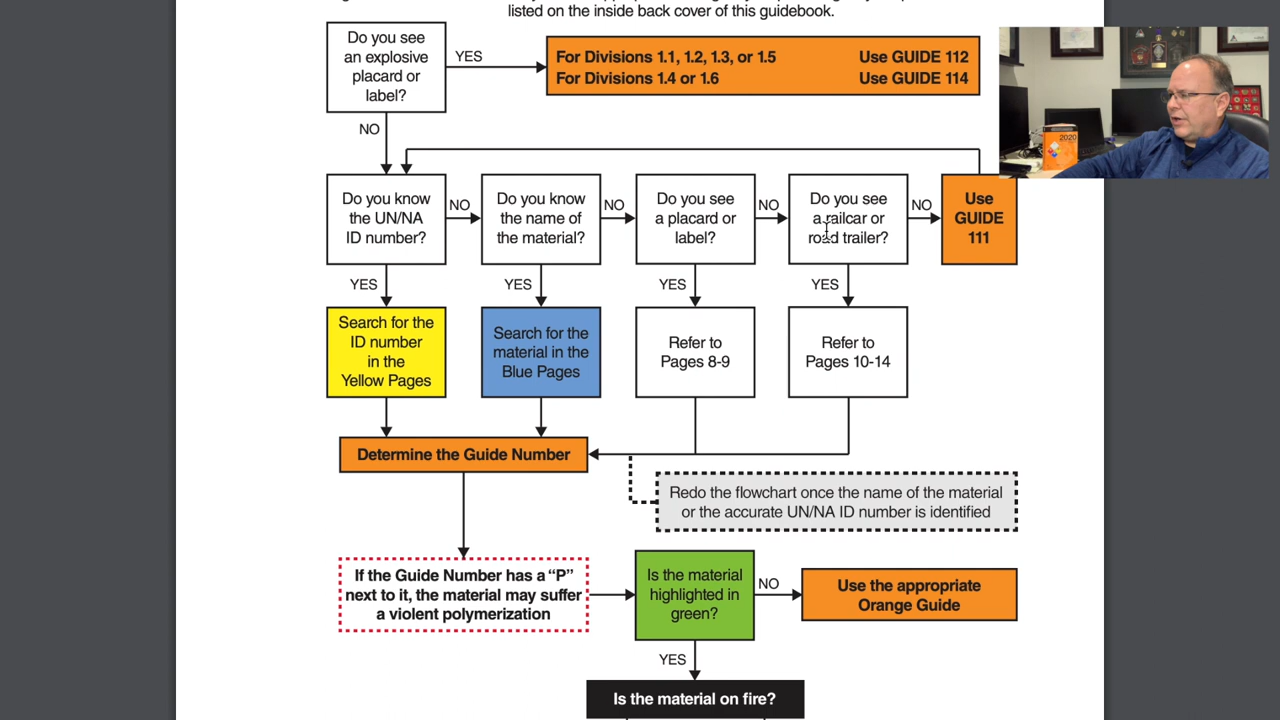 listed on the inside back cover of this guidebook.
Do you see
an explosive
placard or
label?
YES
For Divisions 1.1, 1.2, 1.3, or 1.5 Use GUIDE 112
For Divisions 1.4 or 1.6 Use GUIDE 114
NO
2020
Do you know
the UN/NA
ID number?
NO
Do you know
the name of
the material?
NO
Do you see
a placard or
label?
NO
Do you see
a railcar or
road trailer?
NO
Use
GUIDE
111
YES
YES
YES
YES
Search for the
ID number
in the
Yellow Pages
Search for the
material in the
Blue Pages
Refer to
Pages 8-9
Refer to
Pages 10-14
Determine the Guide Number
Redo the flowchart once the name of the material
or the accurate UN/NA ID number is identified
If the Guide Number has a “P”
next to it, the material may suffer
a violent polymerization
Is the material
highlighted in
green?
NO
Use the appropriate
Orange Guide
YES
Is the material on fire?